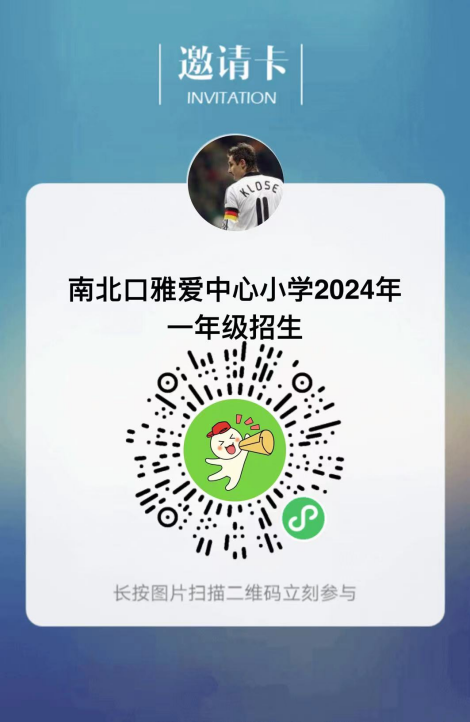 邀请卡
INVITATION
KLOSE
11
南北口雅爱中心小学2024年
一年级招生
长按图片扫描二维码立刻参与